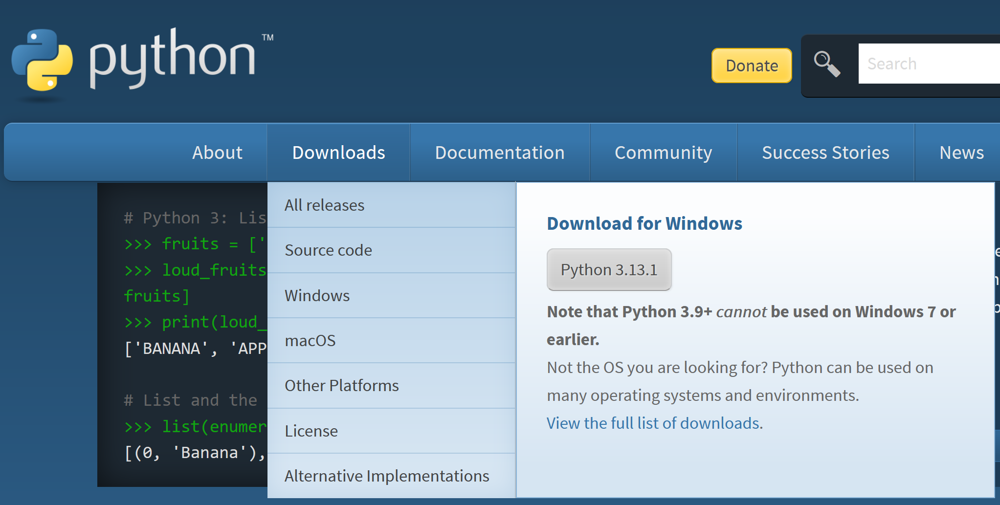 python™
Donate
Search
About
Downloads
Documentation
Community
Success Stories
News
# Python 3: Lis
>>> fruits = ['
>>> loud_fruits
fruits]
>>> print(loud_
['BANANA', 'APP
# List and the
>>> list(enumer
[(0, 'Banana'),
All releases
Source code
Windows
macOS
Other Platforms
License
Alternative Implementations
Download for Windows
Python 3.13.1
Note that Python 3.9+ cannot be used on Windows 7 or
earlier.
Not the OS you are looking for? Python can be used on
many operating systems and environments.
View the full list of downloads.